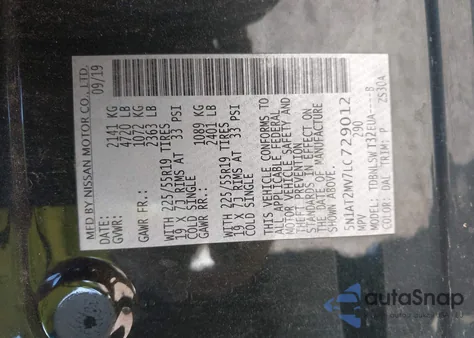 MFD BY NISSAN MOTOR CO., LTD.
DATE: 09/19
GVWR: 2141 KG
4720 LB
GAWR FR.: 1072 KG
2363 LB
WITH 225/55R19 TIRES
19 X 7J RIMS AT 33 PSI
COLD SINGLE
GAWR RR.: 1089 KG
2401 LB
WITH 225/55R19 TIRES
19 X 7J RIMS AT 33 PSI
COLD SINGLE
THIS VEHICLE CONFORMS TO
ALL APPLICABLE FEDERAL
MOTOR VEHICLE SAFETY AND
THEFT PREVENTION
STANDARDS IN EFFECT ON
THE DATE OF MANUFACTURE
SHOWN ABOVE.
5N1AT2MV7LC729012
MPV 290
COLOR: DAL TRIM: P
autaSnap